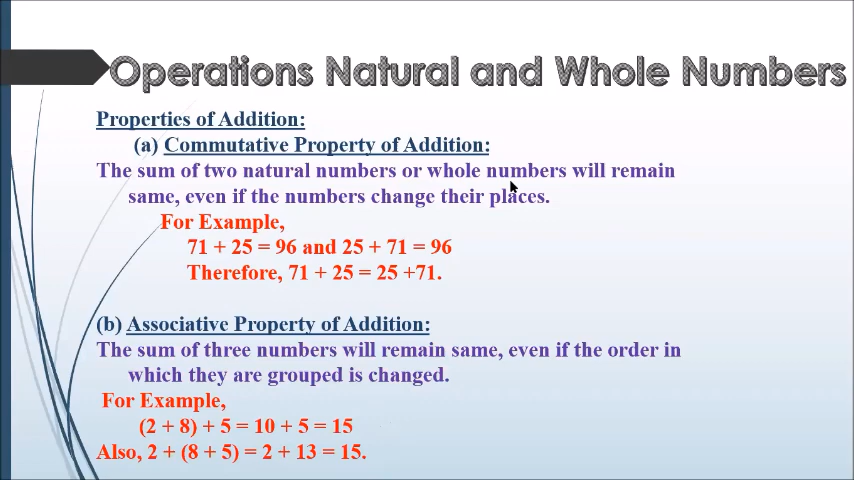 Operations Natural and Whole Numbers
Properties of Addition:
(a) Commutative Property of Addition:
The sum of two natural numbers or whole numbers will remain
same, even if the numbers change their places.
For Example,
71 + 25 = 96 and 25 + 71 = 96
Therefore, 71 + 25 = 25 +71.
(b) Associative Property of Addition:
The sum of three numbers will remain same, even if the order in
which they are grouped is changed.
For Example,
(2 + 8) + 5 = 10 + 5 = 15
Also, 2 + (8 + 5) = 2 + 13 = 15.